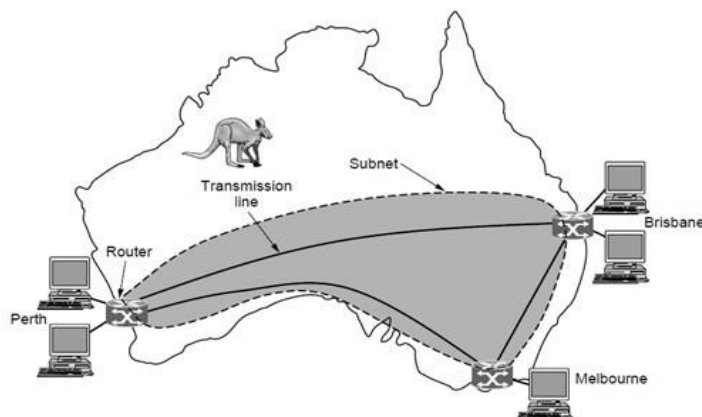 Subnet
Transmission
line
Brisbane
Router
Perth
Melbourne